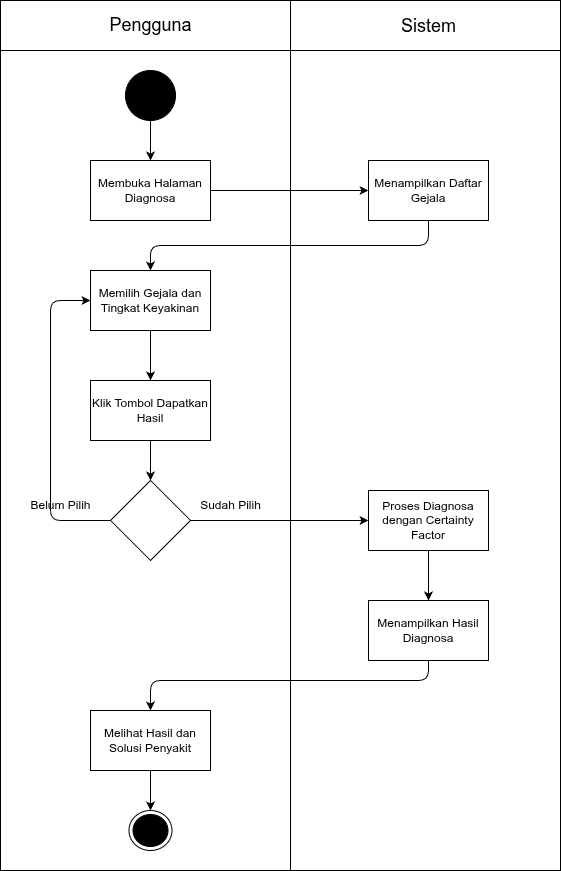 Pengguna
Sistem
Membuka Halaman
Diagnosa
Menampilkan Daftar
Gejala
Memilih Gejala dan
Tingkat Keyakinan
Klik Tombol Dapatkan
Hasil
Belum Pilih
Sudah Pilih
Proses Diagnosa
dengan Certainty
Factor
Menampilkan Hasil
Diagnosa
Melihat Hasil dan
Solusi Penyakit